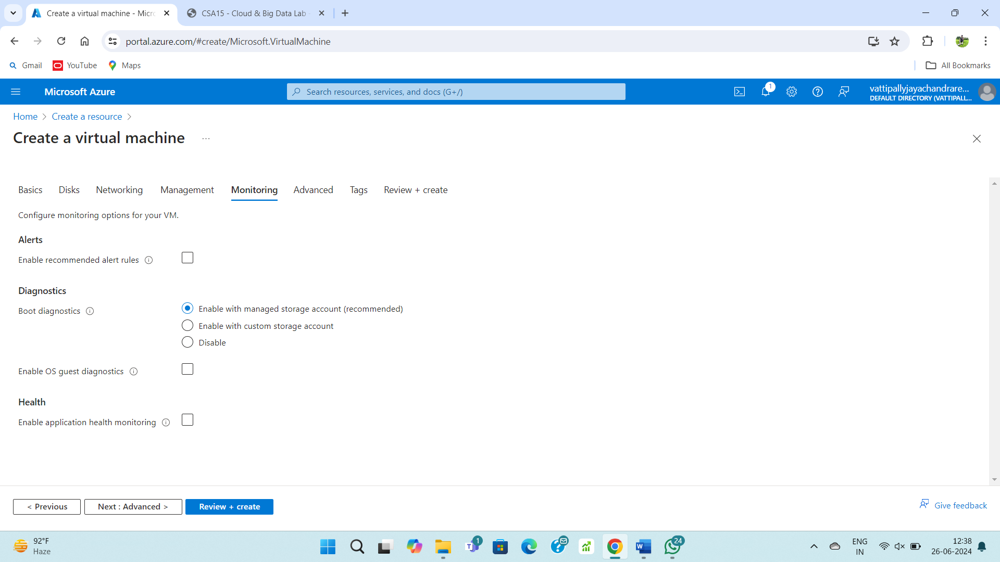 Create a virtual machine - Micro
CSA15 - Cloud & Big Data Lab -
portal.azure.com/#create/Microsoft.VirtualMachine
Gmail
YouTube
Maps
All Bookmarks
Microsoft Azure
Search resources, services, and docs (G+/)
1
vattipallyjayachandrare...
DEFAULT DIRECTORY (VATTIPALL...
Home
Create a resource
Create a virtual machine
...
Basics
Disks
Networking
Management
Monitoring
Advanced
Tags
Review + create
Configure monitoring options for your VM.
Alerts
Enable recommended alert rules
Diagnostics
Boot diagnostics
Enable with managed storage account (recommended)
Enable with custom storage account
Disable
Enable OS guest diagnostics
Health
Enable application health monitoring
< Previous
Next : Advanced >
Review + create
Give feedback
92°F
Haze
1
24
ENG
IN
12:38
26-06-2024